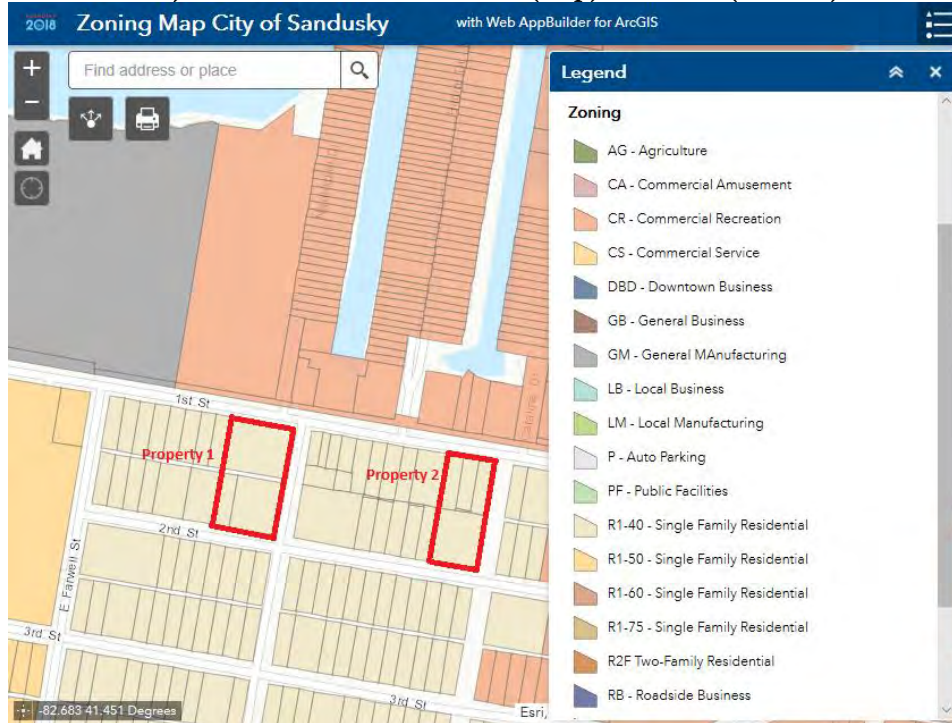 2018
Zoning Map City of Sandusky
with Web AppBuilder for ArcGIS
+
Find address or place
-
Legend
Zoning
AG - Agriculture
CA - Commercial Amusement
CR - Commercial Recreation
CS - Commercial Service
DBD - Downtown Business
GB - General Business
GM - General MAnufacturing
LB - Local Business
LM - Local Manufacturing
P - Auto Parking
PF - Public Facilities
R1-40 - Single Family Residential
R1-50 - Single Family Residential
R1-60 - Single Family Residential
R1-75 - Single Family Residential
R2F Two-Family Residential
RB - Roadside Business
1st St
Property 1
Property 2
2nd St
E. Farwell St
3rd St
3rd St
-82.683 41.451 Degrees
Esri,